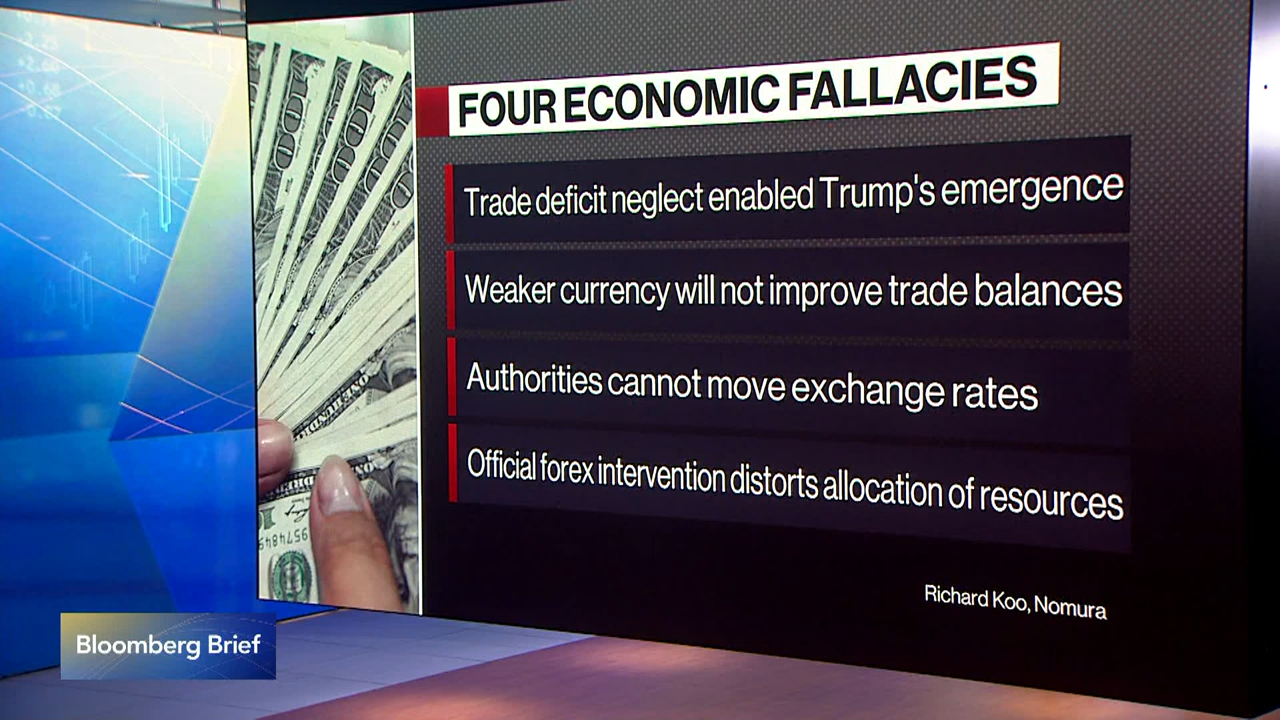 FOUR ECONOMIC FALLACIES
Trade deficit neglect enabled Trump's emergence
Weaker currency will not improve trade balances
Authorities cannot move exchange rates
Official forex intervention distorts allocation of resources
Richard Koo, Nomura
Bloomberg Brief